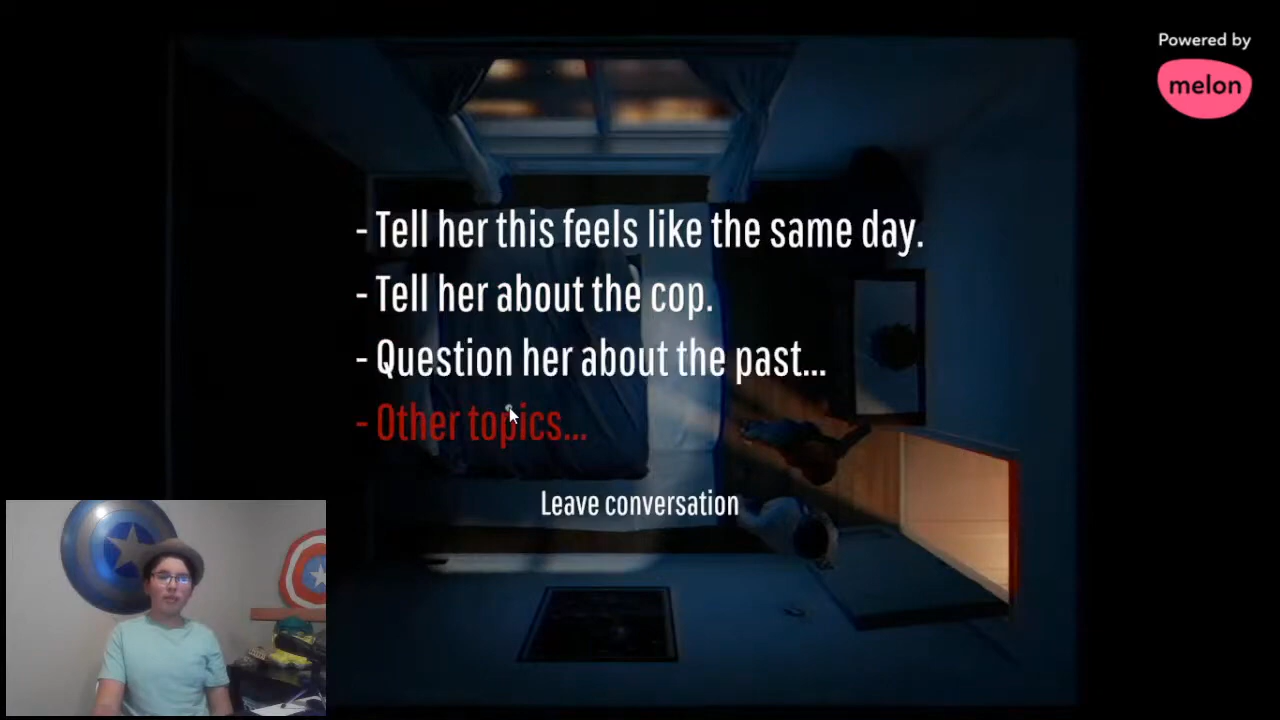 Powered by
melon
- Tell her this feels like the same day.
- Tell her about the cop.
- Question her about the past...
- Other topics...
Leave conversation